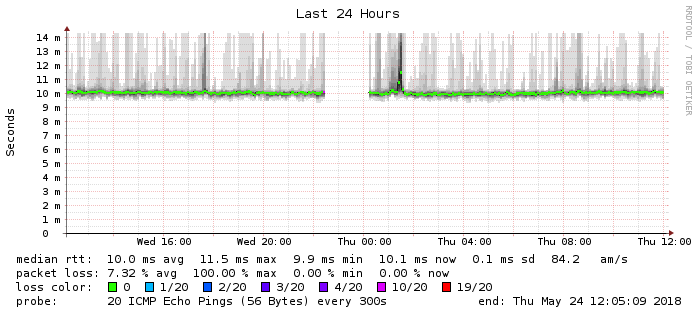 Last 24 Hours
RRDTOOL / TOBI OETIKER
Seconds
14 m
13 m
12 m
11 m
10 m
9 m
8 m
7 m
6 m
5 m
4 m
3 m
2 m
1 m
0
Wed 16:00 Wed 20:00 Thu 00:00 Thu 04:00 Thu 08:00 Thu 12:00
median rtt: 10.0 ms avg 11.5 ms max 9.9 ms min 10.1 ms now 0.1 ms sd 84.2 am/s
packet loss: 7.32 % avg 100.00 % max 0.00 % min 0.00 % now
loss color: 0 1/20 2/20 3/20 4/20 10/20 19/20
probe: 20 ICMP Echo Pings (56 Bytes) every 300s end: Thu May 24 12:05:09 2018